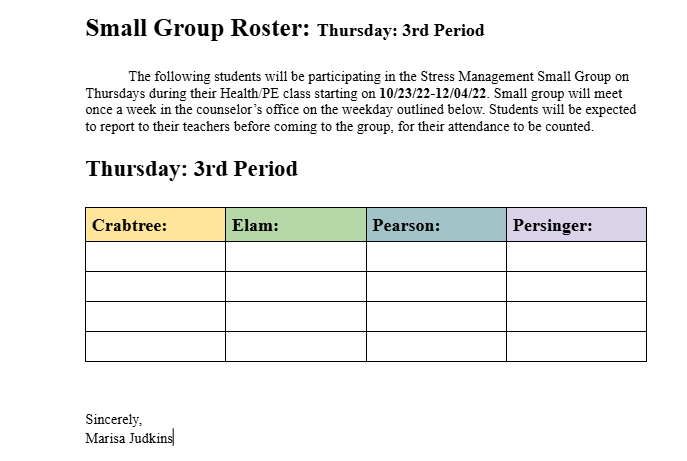 Small Group Roster: Thursday: 3rd Period
The following students will be participating in the Stress Management Small Group on
Thursdays during their Health/PE class starting on 10/23/22-12/04/22. Small group will meet
once a week in the counselor's office on the weekday outlined below. Students will be expected
to report to their teachers before coming to the group, for their attendance to be counted.
Thursday: 3rd Period
Crabtree: Elam: Pearson: Persinger:
Sincerely,
Marisa Judkins